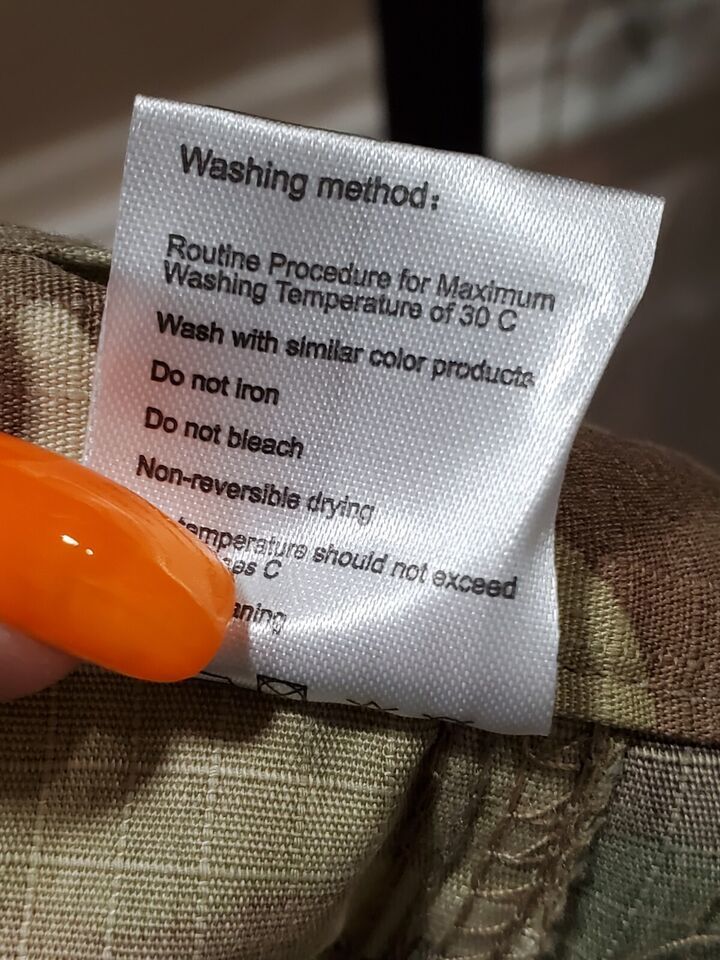 Washing method:
Routine Procedure for Maximum
Washing Temperature of 30 C
Wash with similar color products
Do not iron
Do not bleach
Non-reversible drying
temperature should not exceed
C